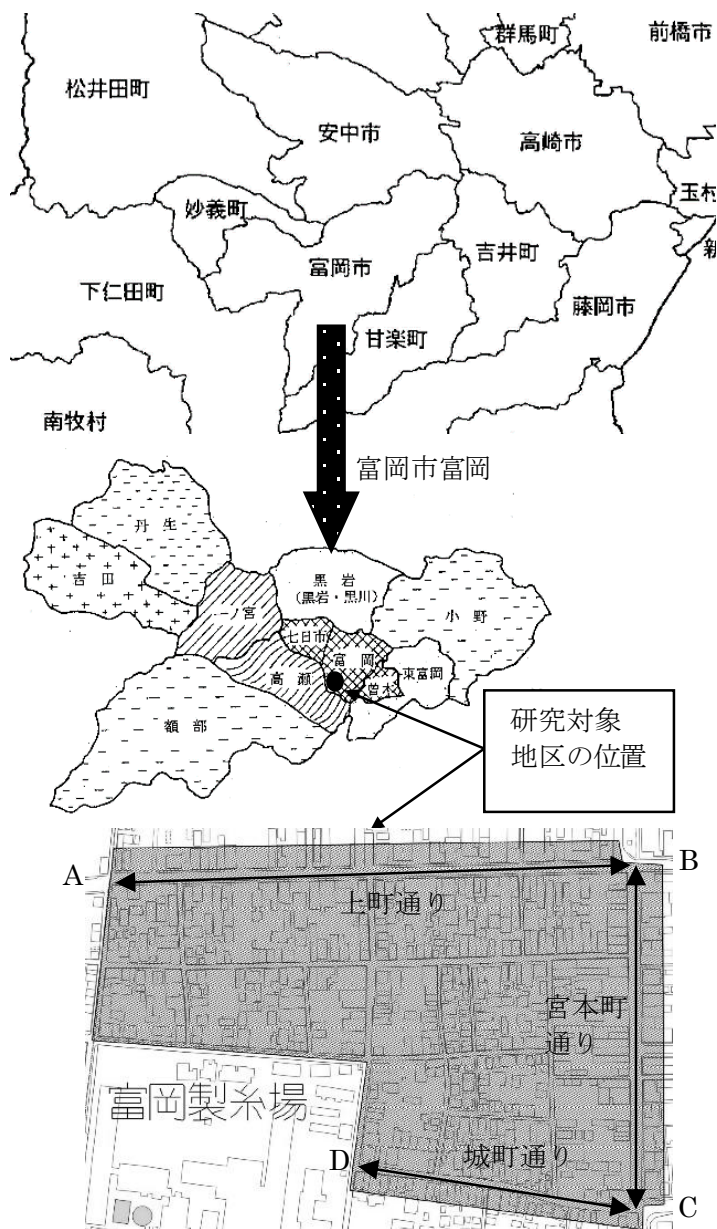 群馬町
前橋市
松井田町
安中市
高崎市
玉村
妙義町
吉井町
新
富岡市
下仁田町
藤岡市
甘楽町
南牧村
富岡市富岡
丹生
吉田
黒岩
(黒岩・黒川)
一ノ宮
小野
七日市
富岡
東富岡
高瀬
曽木
額部
研究対象
地区の位置
A
B
上町通り
宮本町
通り
富岡製糸場
D
城町通り
C